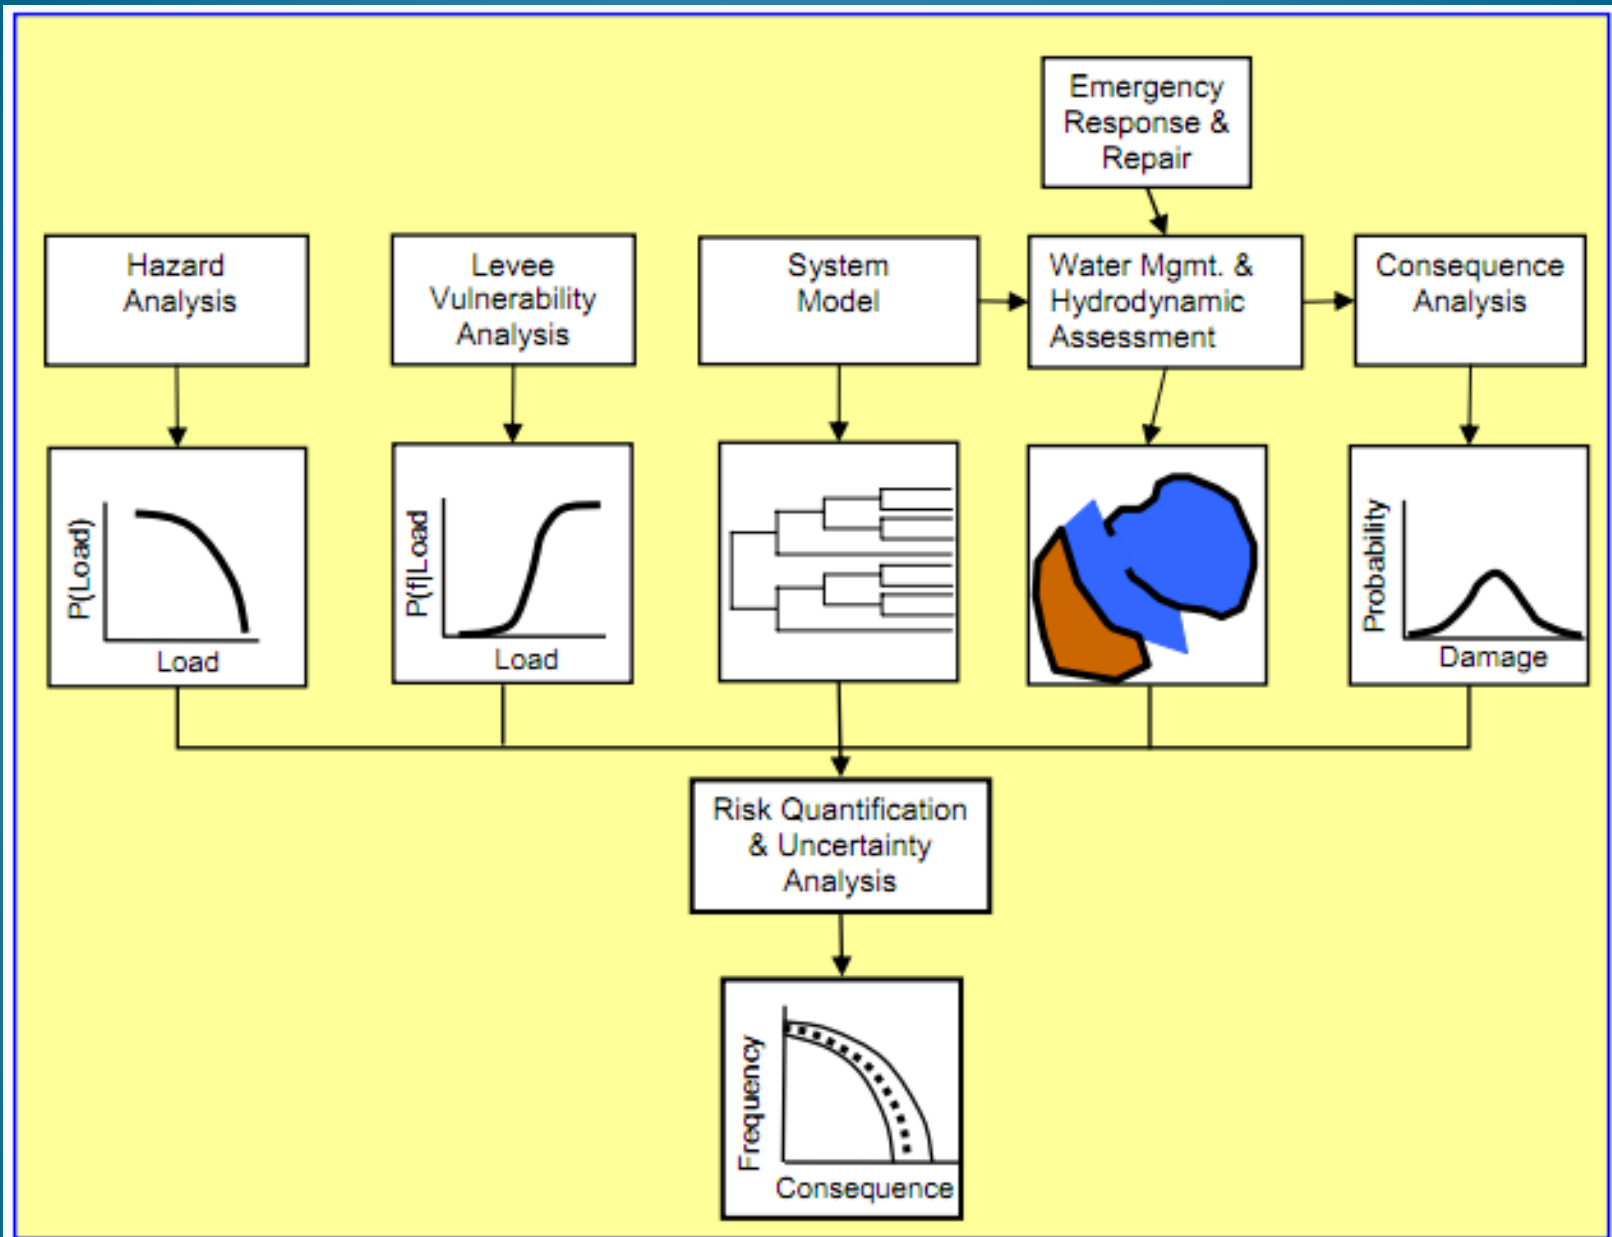 Emergency
Response &
Repair
Hazard
Analysis
Levee
Vulnerability
Analysis
System
Model
Water Mgmt. &
Hydrodynamic
Assessment
Consequence
Analysis
P(Load)
Load
P(f|Load
Load
Probability
Damage
Risk Quantification
& Uncertainty
Analysis
Frequency
Consequence